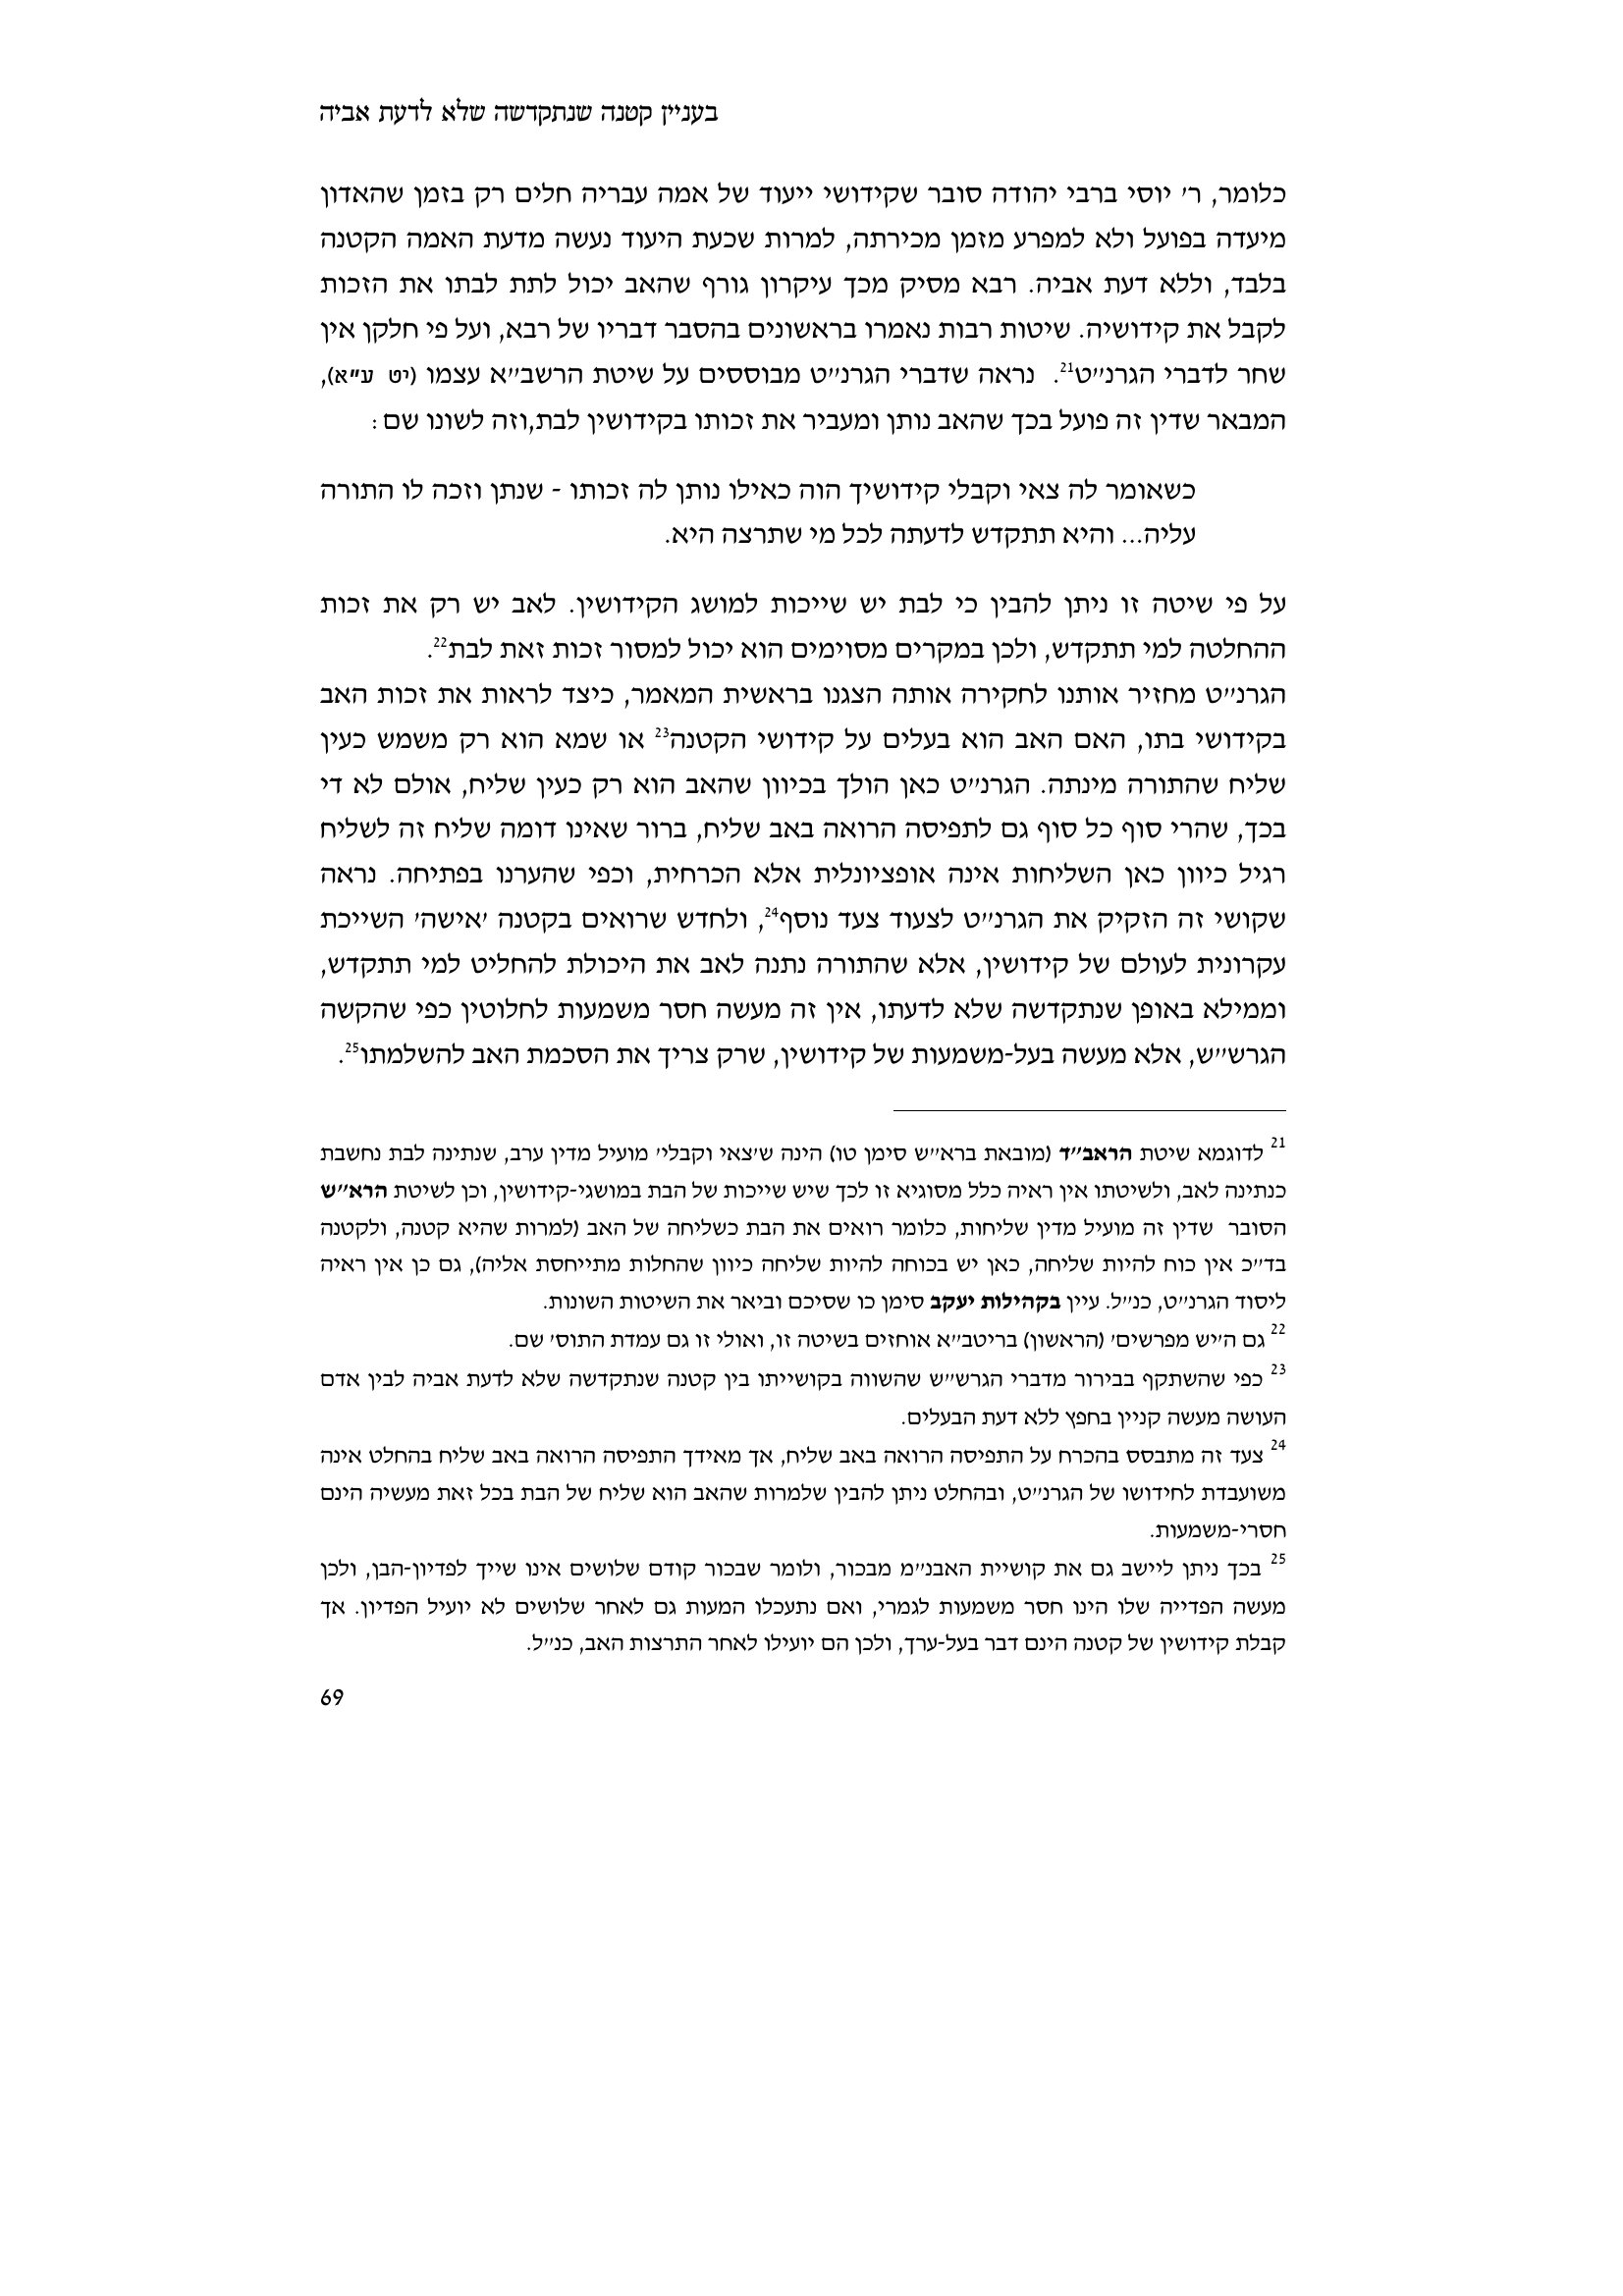 בעניין קטנה שנתקדשה שלא לדעת אביה
כלומר, ר' יוסי ברבי יהודה סובר שקידושי ייעוד של אמה עבריה חלים רק בזמן שהאדון
מיעדה בפועל ולא למפרע מזמן מכירתה, למרות שכעת היעוד נעשה מדעת האמה הקטנה
בלבד, וללא דעת אביה. רבא מסיק מכך עיקרון גורף שהאב יכול לתת לבתו את הזכות
לקבל את קידושיה. שיטות רבות נאמרו בראשונים בהסבר דבריו של רבא, ועל פי חלקן אין
שחר לדברי הגרנ"ט21. נראה שדברי הגרנ"ט מבוססים על שיטת הרשב"א עצמו (יט ע"א),
המבאר שדין זה פועל בכך שהאב נותן ומעביר את זכותו בקידושין לבת,וזה לשונו שם:
כשאומר לה צאי וקבלי קידושיך הוה כאילו נותן לה זכותו - שנתן וזכה לו התורה
עליה... והיא תתקדש לדעתה לכל מי שתרצה היא.
על פי שיטה זו ניתן להבין כי לבת יש שייכות למושג הקידושין. לאב יש רק את זכות
ההחלטה למי תתקדש, ולכן במקרים מסוימים הוא יכול למסור זכות זאת לבת22.
הגרנ"ט מחזיר אותנו לחקירה אותה הצגנו בראשית המאמר, כיצד לראות את זכות האב
בקידושי בתו, האם האב הוא בעלים על קידושי הקטנה23 או שמא הוא רק משמש כעין
שליח שהתורה מינתה. הגרנ"ט כאן הולך בכיוון שהאב הוא רק כעין שליח, אולם לא די
בכך, שהרי סוף כל סוף גם לתפיסה הרואה באב שליח, ברור שאינו דומה שליח זה לשליח
רגיל כיוון כאן השליחות אינה אופציונלית אלא הכרחית, וכפי שהערנו בפתיחה. נראה
שקושי זה הזקיק את הגרנ"ט לצעוד צעד נוסף24, ולחדש שרואים בקטנה 'אישה' השייכת
עקרונית לעולם של קידושין, אלא שהתורה נתנה לאב את היכולת להחליט למי תתקדש,
וממילא באופן שנתקדשה שלא לדעתו, אין זה מעשה חסר משמעות לחלוטין כפי שהקשה
הגרש"ש, אלא מעשה בעל-משמעות של קידושין, שרק צריך את הסכמת האב להשלמתו25.
21 לדוגמא שיטת הראב"ד (מובאת ברא"ש סימן טו) הינה ש'צאי וקבלי' מועיל מדין ערב, שנתינה לבת נחשבת
כנתינה לאב, ולשיטתו אין ראיה כלל מסוגיא זו לכך שיש שייכות של הבת במושגי-קידושין, וכן לשיטת הרא"ש
הסובר שדין זה מועיל מדין שליחות, כלומר רואים את הבת כשליחה של האב (למרות שהיא קטנה, ולקטנה
בד"כ אין כוח להיות שליחה, כאן יש בכוחה להיות שליחה כיוון שהחלות מתייחסת אליה), גם כן אין ראיה
ליסוד הגרנ"ט, כנ"ל. עיין בקהילות יעקב סימן כו שסיכם וביאר את השיטות השונות.
22 גם ה'יש מפרשים' (הראשון) בריטב"א אוחזים בשיטה זו, ואולי זו גם עמדת התוס' שם.
23 כפי שהשתקף בבירור מדברי הגרש"ש שהשווה בקושייתו בין קטנה שנתקדשה שלא לדעת אביה לבין אדם
העושה מעשה קניין בחפץ ללא דעת הבעלים.
24 צעד זה מתבסס בהכרח על התפיסה הרואה באב שליח, אך מאידך התפיסה הרואה באב שליח בהחלט אינה
משועבדת לחידושו של הגרנ"ט, ובהחלט ניתן להבין שלמרות שהאב הוא שליח של הבת בכל זאת מעשיה הינם
חסרי-משמעות.
25 בכך ניתן ליישב גם את קושיית האבנ"מ מבכור, ולומר שבכור קודם שלושים אינו שייך לפדיון-הבן, ולכן
מעשה הפדייה שלו הינו חסר משמעות לגמרי, ואם נתעכלו המעות גם לאחר שלושים לא יועיל הפדיון. אך
קבלת קידושין של קטנה הינם דבר בעל-ערך, ולכן הם יועילו לאחר התרצות האב, כנ"ל.
69